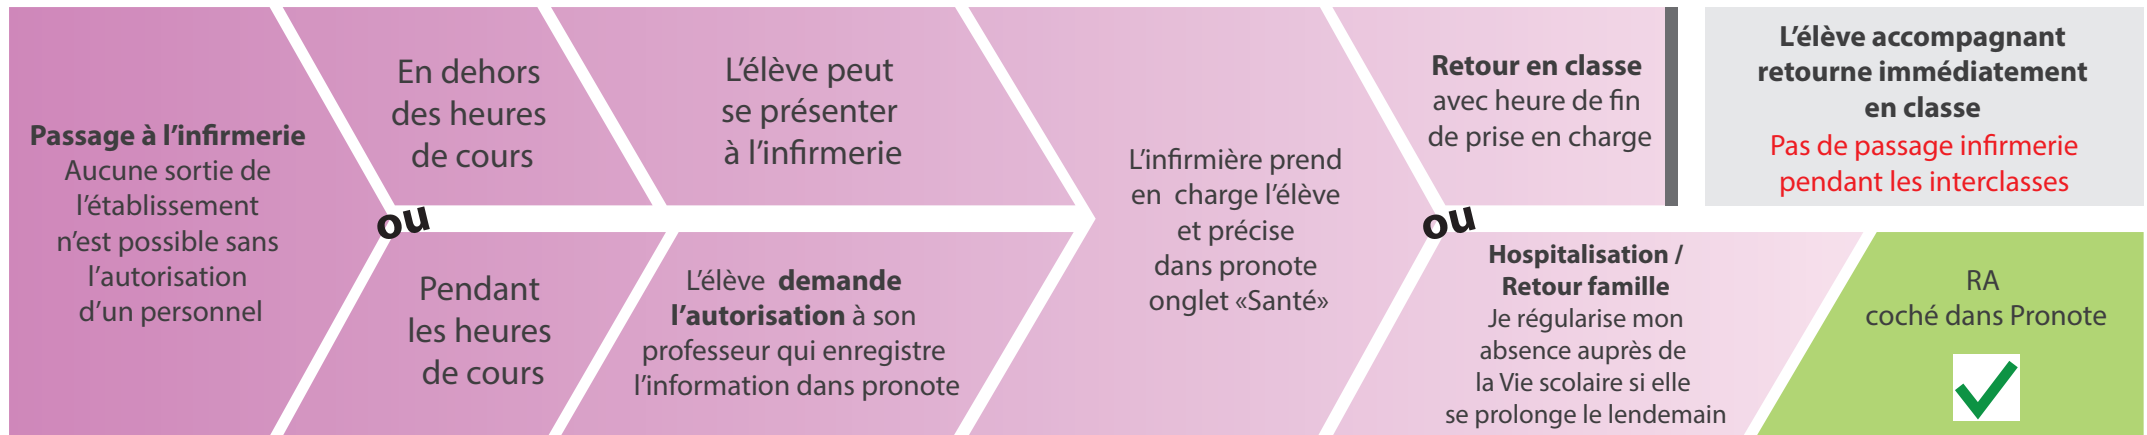 Passage à l’infirmerie
Aucune sortie de
l’établissement
n’est possible sans
l’autorisation
d’un personnel
En dehors
des heures
de cours
ou
Pendant
les heures
de cours
L’élève peut
se présenter
à l’infirmerie
L’élève demande
l’autorisation à son
professeur qui enregistre
l’information dans pronote
L’infirmière prend
en charge l’élève
et précise
dans pronote
onglet «Santé»
Retour en classe
avec heure de fin
de prise en charge
ou
Hospitalisation /
Retour famille
Je régularise mon
absence auprès de
la Vie scolaire si elle
se prolonge le lendemain
L’élève accompagnant
retourne immédiatement
en classe
Pas de passage infirmerie
pendant les interclasses
RA
coché dans Pronote